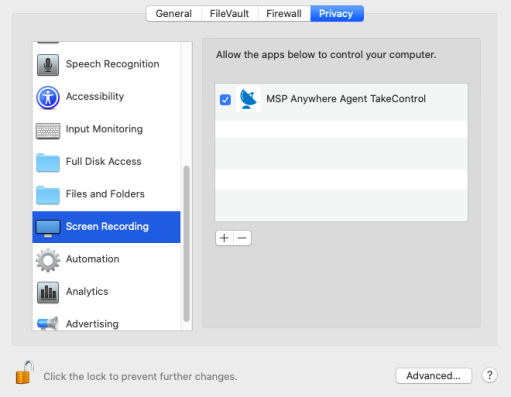 General FileVault Firewall Privacy
Speech Recognition
Accessibility
Input Monitoring
Full Disk Access
Files and Folders
Screen Recording
Automation
Analytics
Advertising
Allow the apps below to control your computer.
MSP Anywhere Agent TakeControl
+ −
Click the lock to prevent further changes.
Advanced... ?